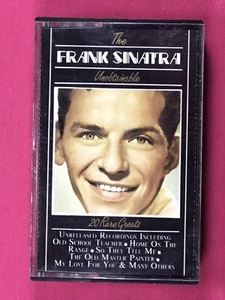 The
FRANK SINATRA
Unobtainable
20 Rare Greats
UNRELEASED RECORDINGS INCLUDING
OLD SCHOOL TEACHER • HOME ON THE
RANGE • SO THEY TELL ME •
THE OLD MASTER PAINTER •
MY LOVE FOR YOU & MANY OTHERS